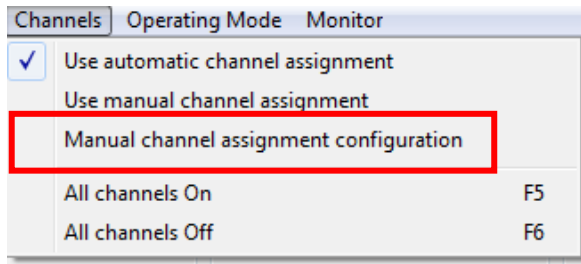 Channels Operating Mode Monitor
Use automatic channel assignment
Use manual channel assignment
Manual channel assignment configuration
All channels On F5
All channels Off F6